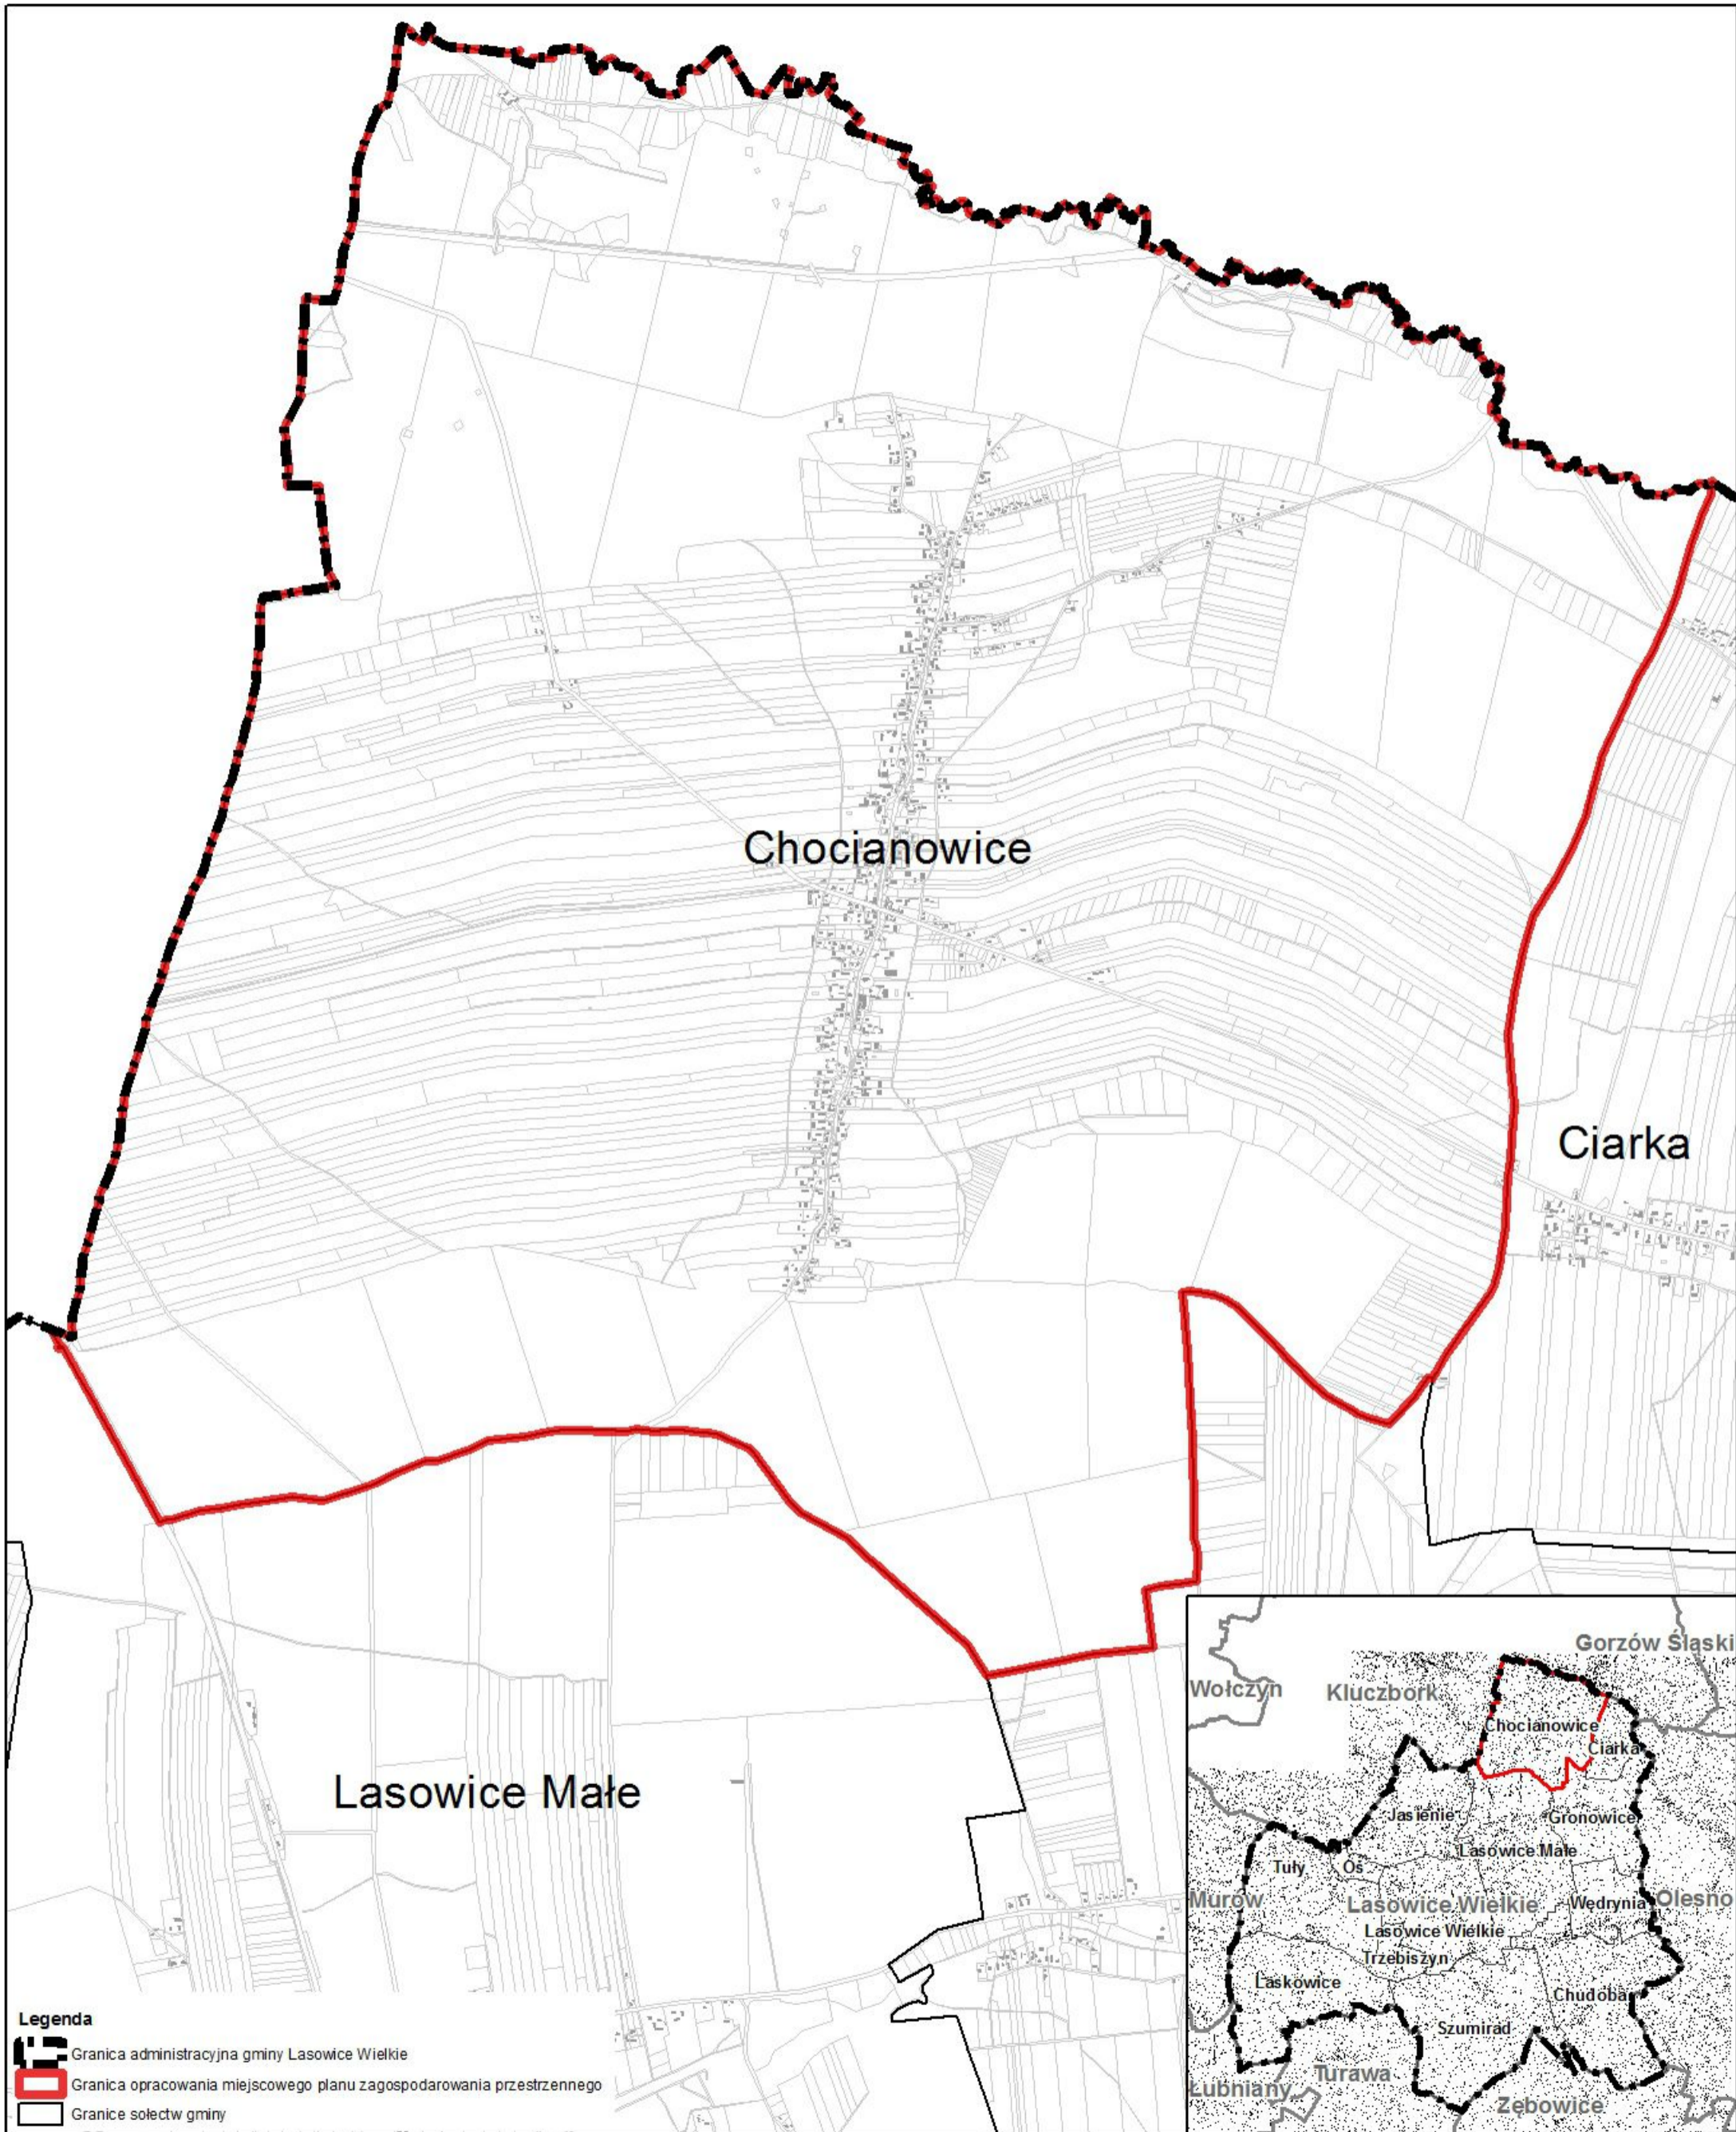 Chocianowice
Ciarka
Lasowice Małe
Gorzów Śląski
Wołczyn
Kluczbork
Chocianowice
Ciarka
Jasienie
Gronowice
Lasowice Małe
Tuły
Oś
Murów
Lasowice Wielkie
Wędrynia
Olesno
Lasowice Wielkie
Trzebiszyn
Laskowice
Chudoba
Szumirad
Turawa
Łubniany
Zębowice
Legenda
Granica administracyjna gminy Lasowice Wielkie
Granica opracowania miejscowego planu zagospodarowania przestrzennego
Granice sołectw gminy